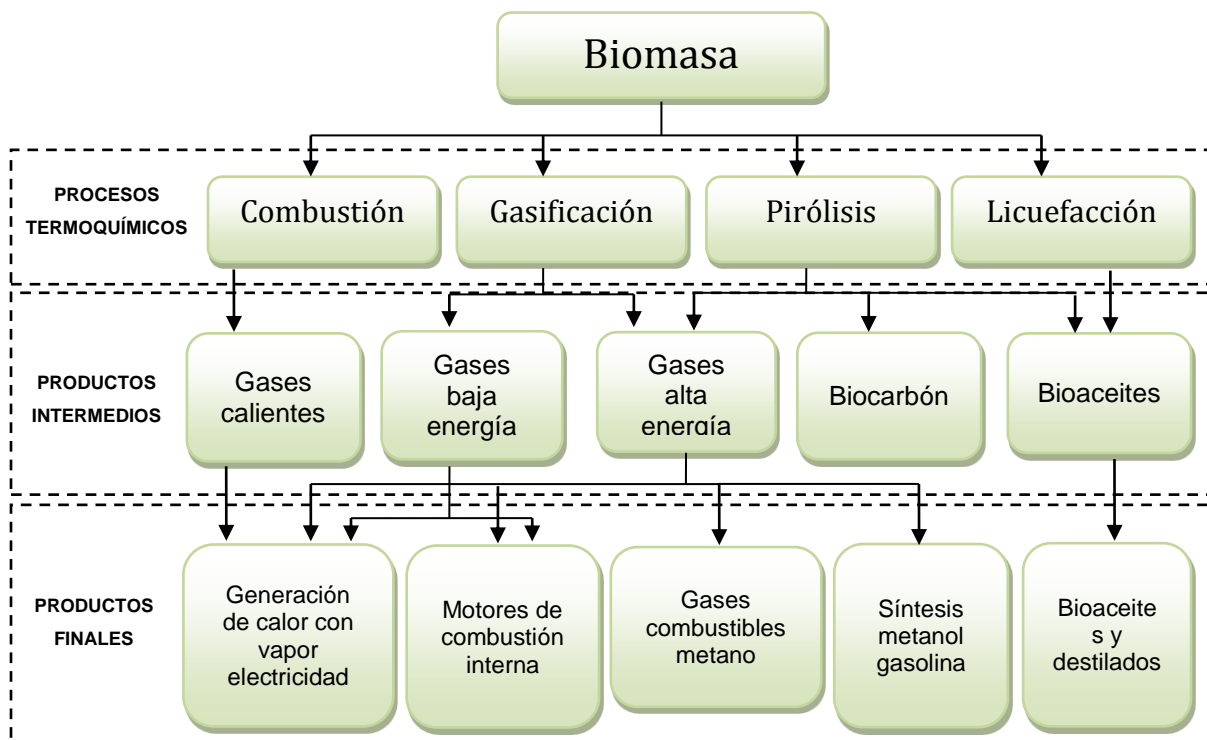 Biomasa
PROCESOS
TERMOQUÍMICOS
Combustión
Gasificación
Pirólisis
Licuefacción
PRODUCTOS
INTERMEDIOS
Gases
calientes
Gases
baja
energía
Gases
alta
energía
Biocarbón
Bioaceites
PRODUCTOS
FINALES
Generación
de calor con
vapor
electricidad
Motores de
combustión
interna
Gases
combustibles
metano
Síntesis
metanol
gasolina
Bioaceite
s y
destilados